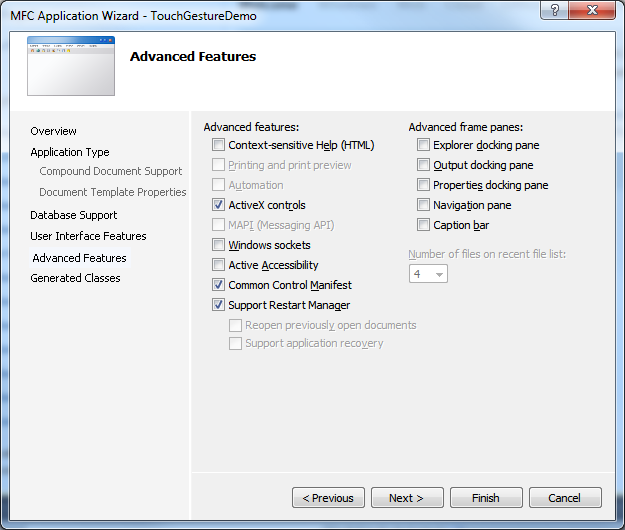 MFC Application Wizard - TouchGestureDemo
?
Advanced Features
Overview
Application Type
Compound Document Support
Document Template Properties
Database Support
User Interface Features
Advanced Features
Generated Classes
Advanced features:
Context-sensitive Help (HTML)
Printing and print preview
Automation
ActiveX controls
MAPI (Messaging API)
Windows sockets
Active Accessibility
Common Control Manifest
Support Restart Manager
Reopen previously open documents
Support application recovery
Advanced frame panes:
Explorer docking pane
Output docking pane
Properties docking pane
Navigation pane
Caption bar
Number of files on recent file list:
4
< Previous
Next >
Finish
Cancel